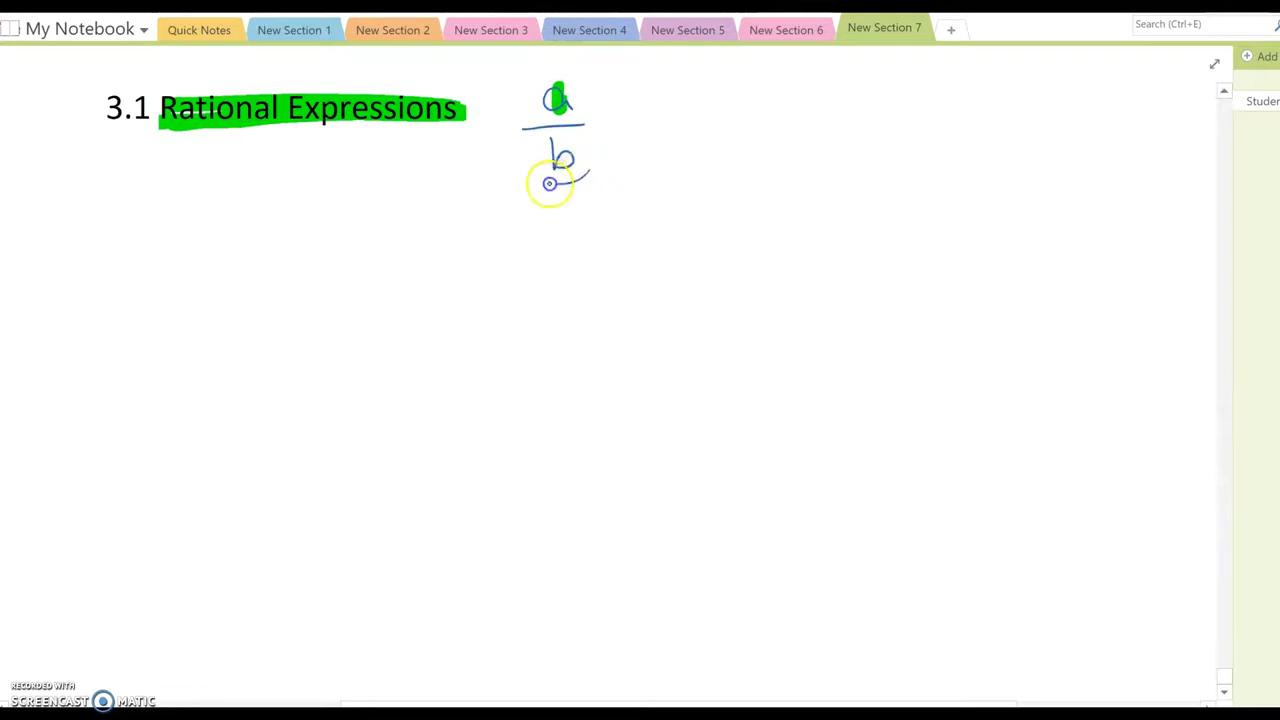 My Notebook Quick Notes New Section 1 New Section 2 New Section 3 New Section 4 New Section 5 New Section 6 New Section 7 + Search (Ctrl+E)
Add
Studen
3.1 Rational Expressions
a
b
RECORDED WITH
SCREENCAST MATIC